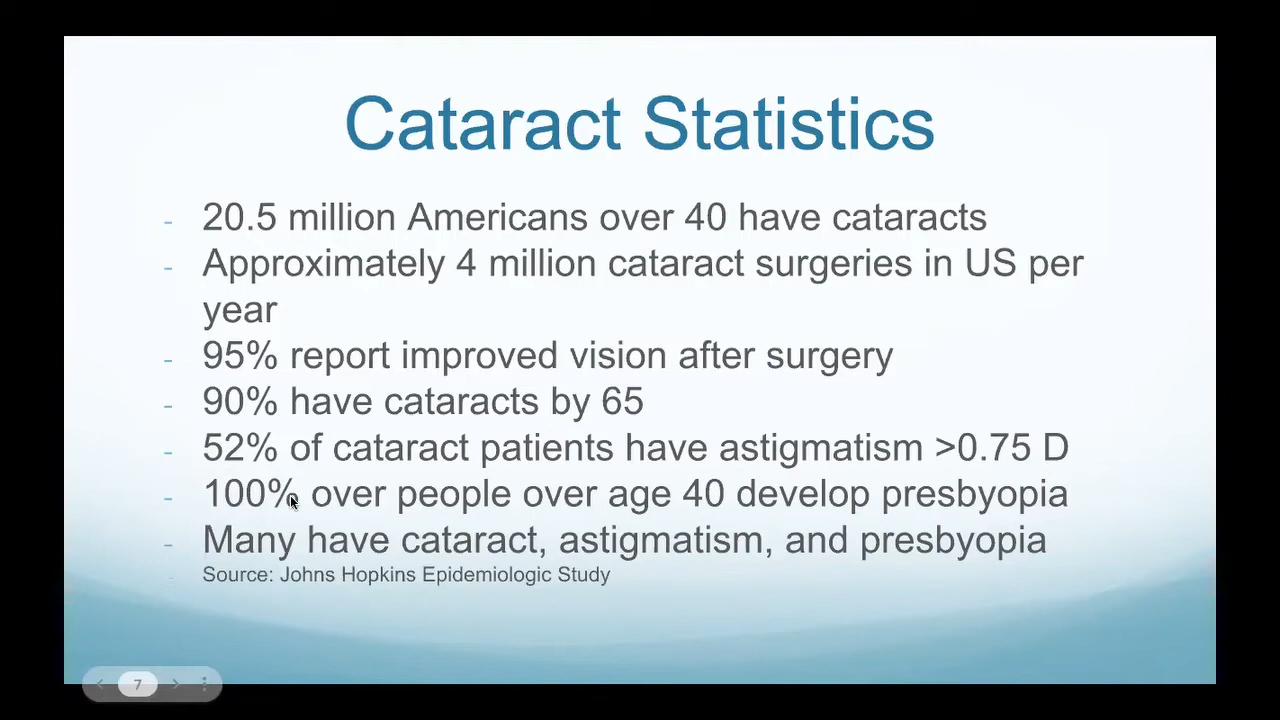 Cataract Statistics
- 20.5 million Americans over 40 have cataracts
- Approximately 4 million cataract surgeries in US per
year
- 95% report improved vision after surgery
- 90% have cataracts by 65
- 52% of cataract patients have astigmatism >0.75 D
- 100% over people over age 40 develop presbyopia
- Many have cataract, astigmatism, and presbyopia
- Source: Johns Hopkins Epidemiologic Study
7